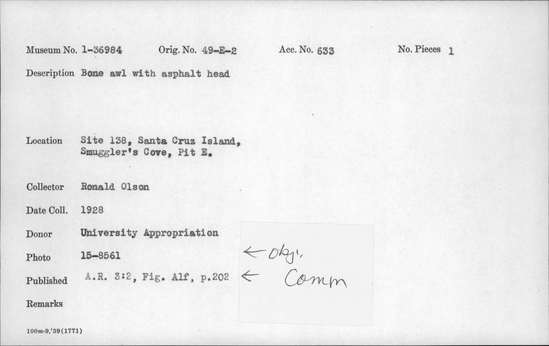 Museum No. 1-36984 Orig. No. 49-E-2 Acc. No. 633 No. Pieces 1
Description Bone awl with asphalt head
Location Site 138, Santa Cruz Island,
Smuggler's Cove, Pit E.
Collector Ronald Olson
Date Coll. 1928
Donor University Appropriation
Photo 15-8561 ← Obj.
Published A.R. 3:2, Fig. Alf, p.202 ← Comm
Remarks
100m-9,'39(1771)